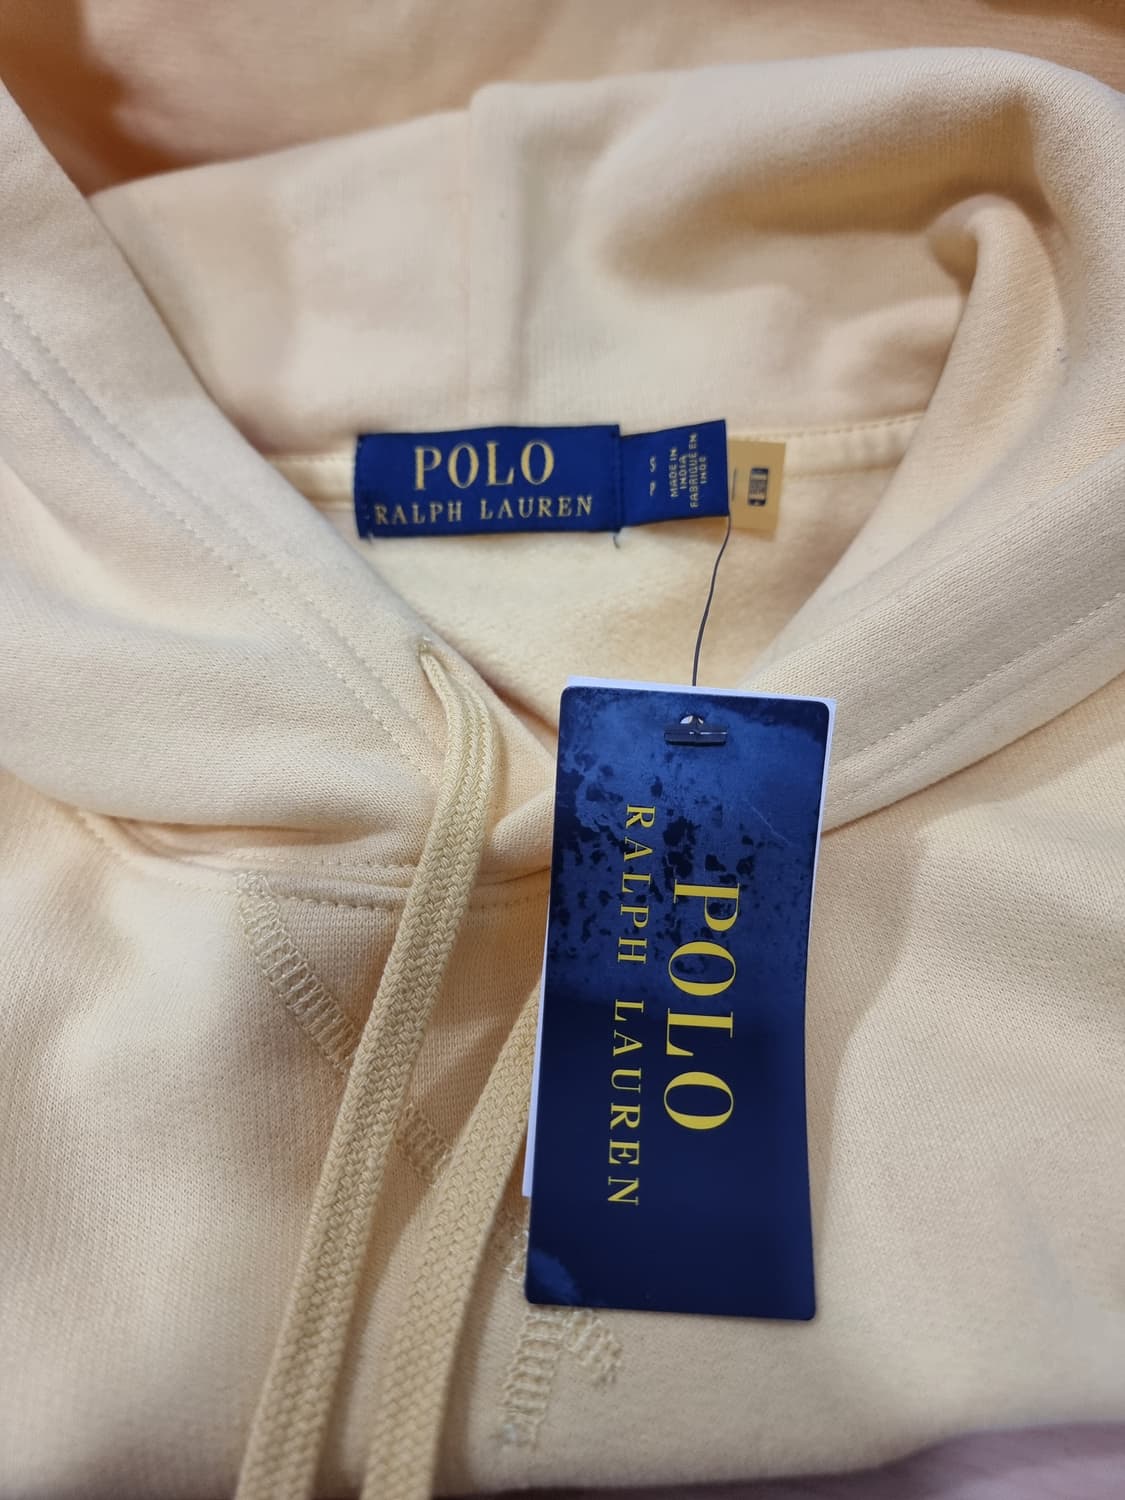 POLO
RALPH LAUREN
S
P
MADE IN
INDIA
FABRIQUÉ EN
INDE
POLO
RALPH LAUREN